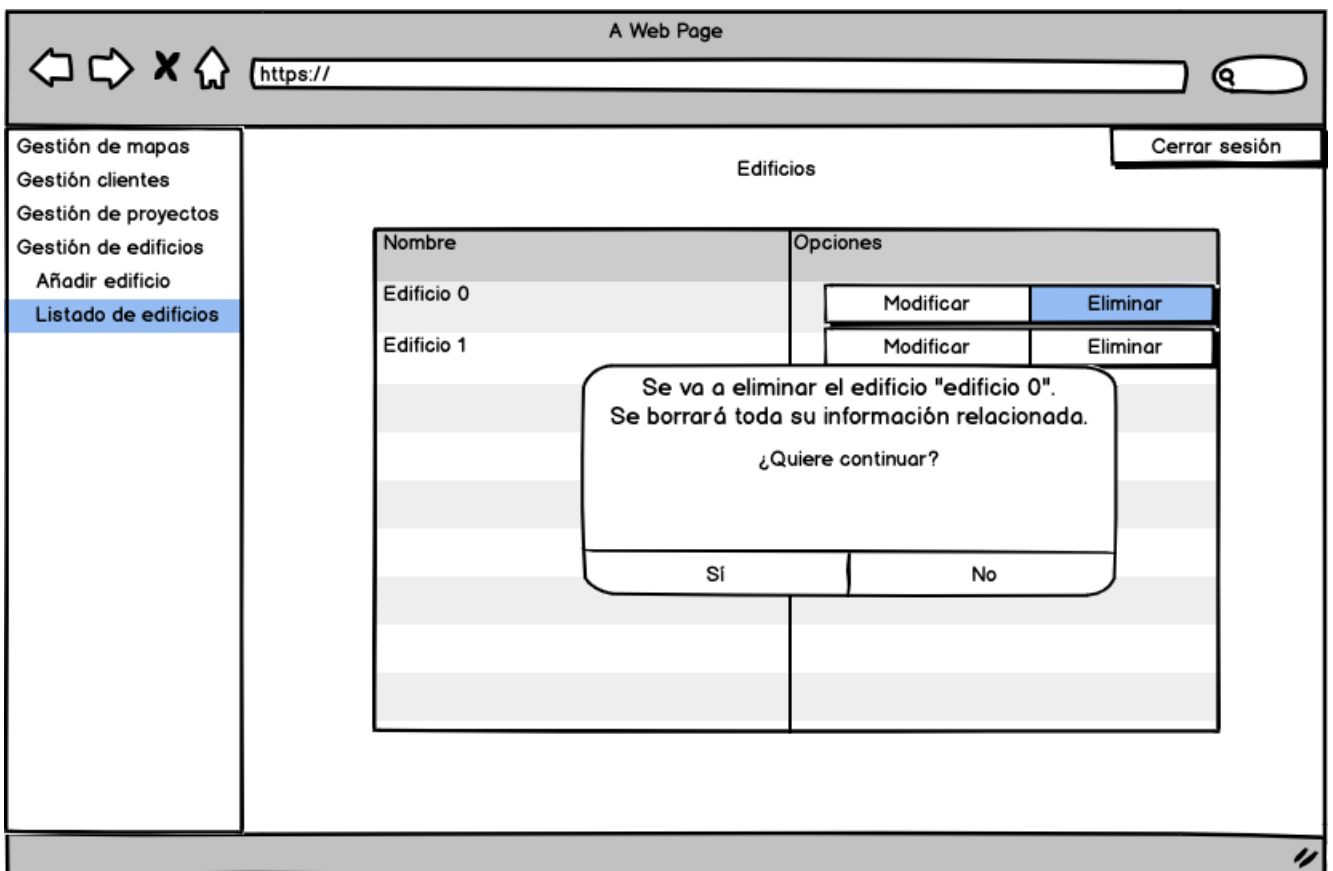 A Web Page
https://
Gestión de mapas
Gestión clientes
Gestión de proyectos
Gestión de edificios
Añadir edificio
Listado de edificios
Cerrar sesión
Edificios
Nombre Opciones
Edificio 0 Modificar Eliminar
Edificio 1 Modificar Eliminar
Se va a eliminar el edificio "edificio 0".
Se borrará toda su información relacionada.
¿Quiere continuar?
Sí No